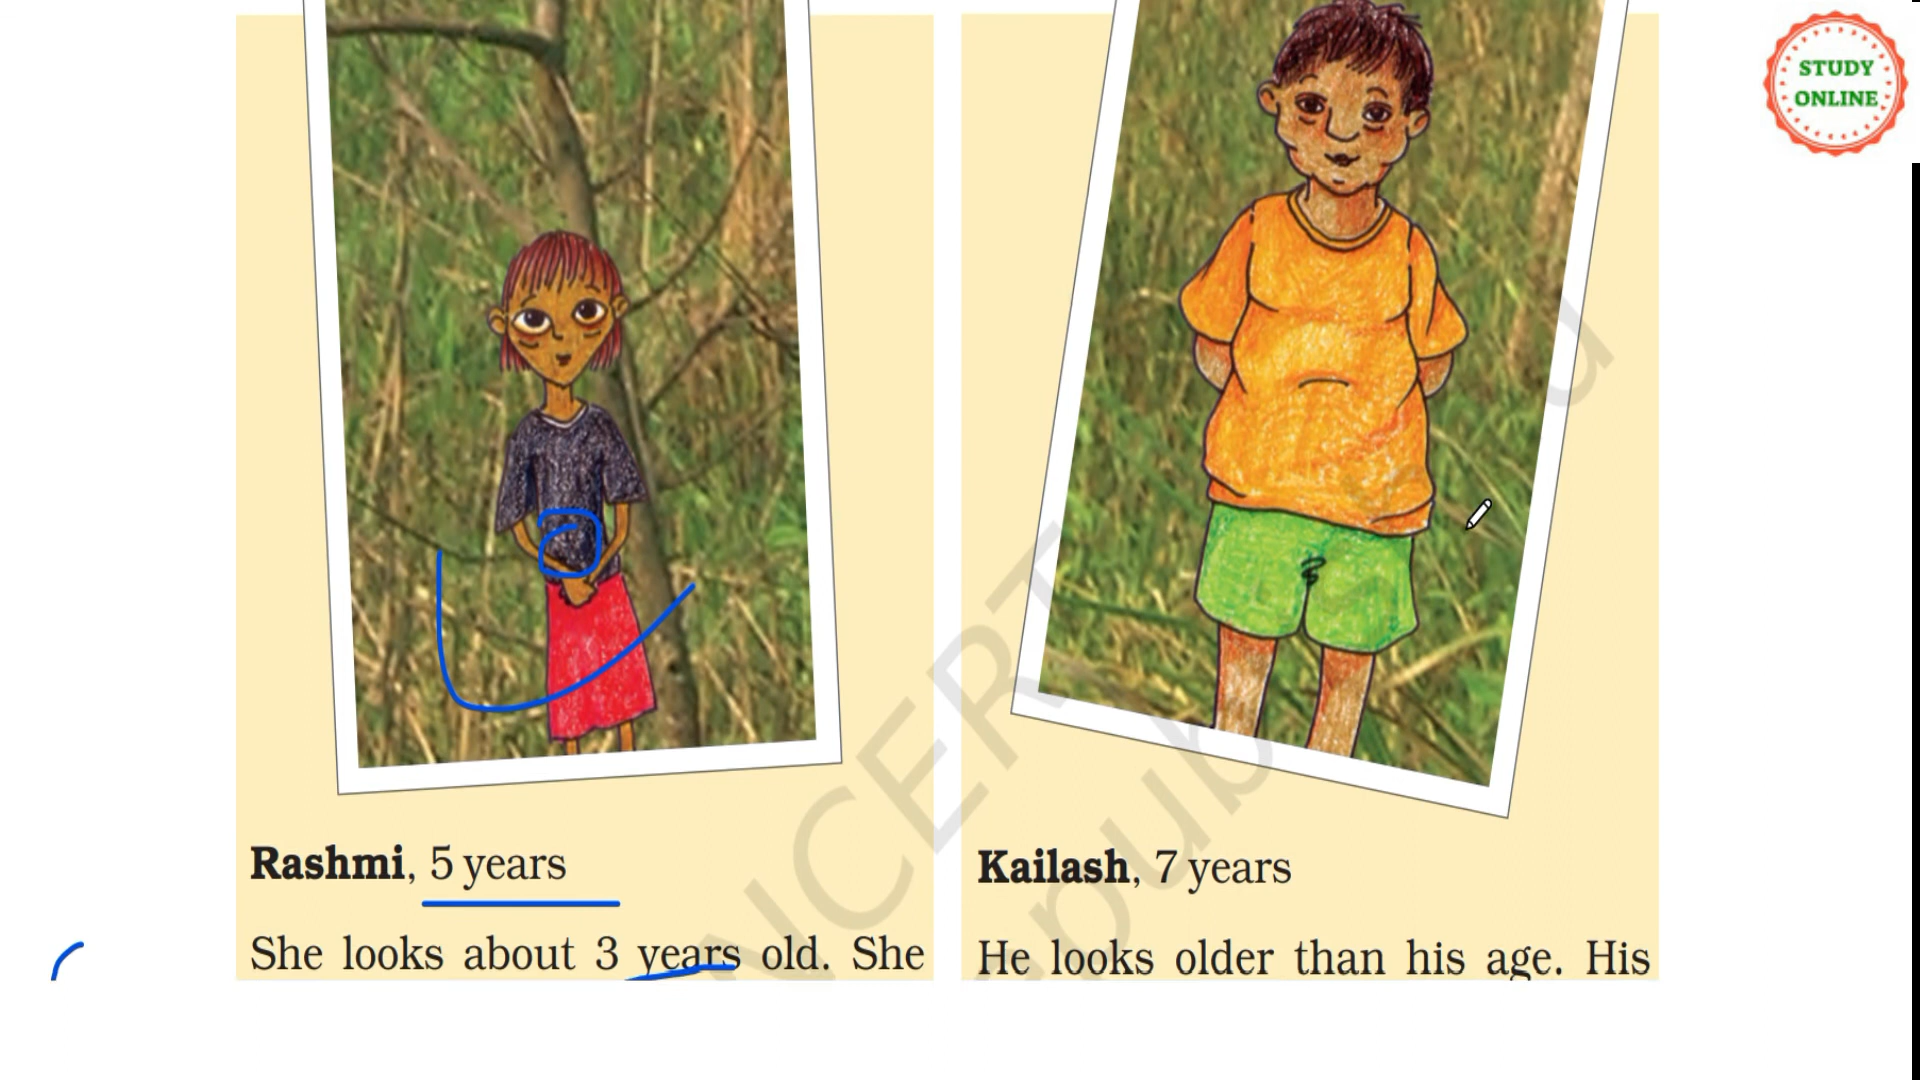 STUDY
ONLINE
Rashmi, 5 years
She looks about 3 years old. She
Kailash, 7 years
He looks older than his age. His
NCERT